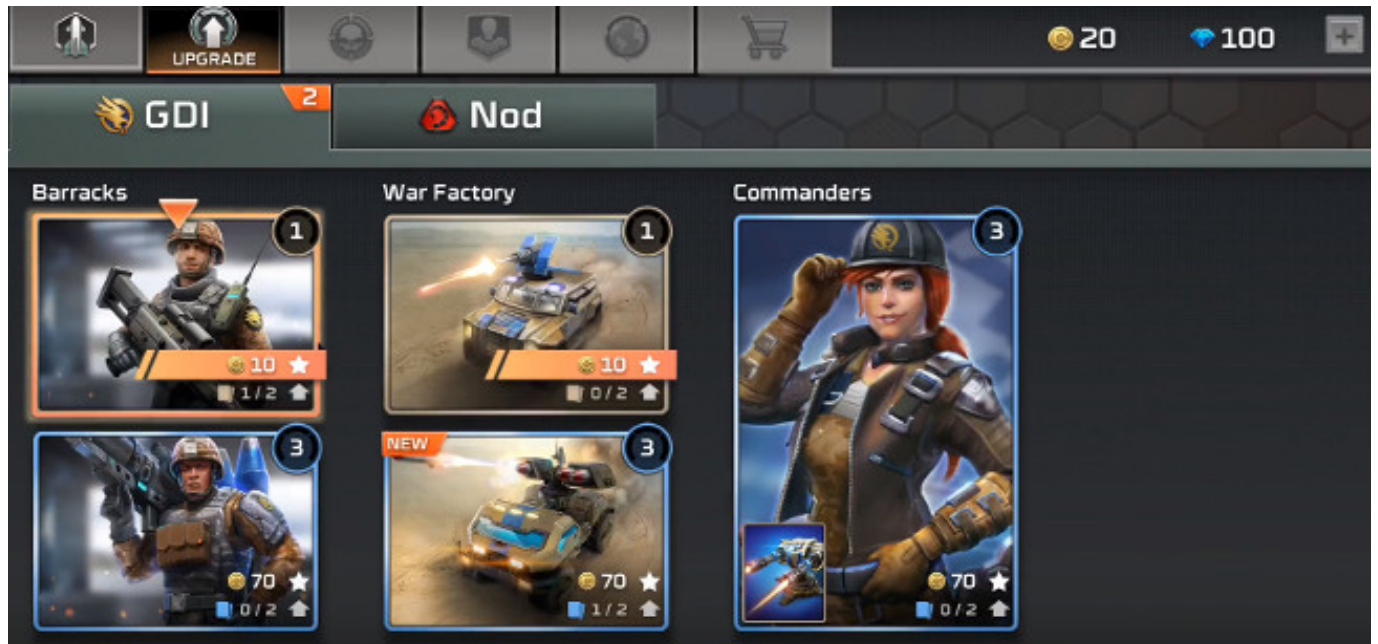 20 100
UPGRADE
GDI 2 Nod
Barracks War Factory Commanders
1 1 3
10 10
1/2 0/2
3 NEW 3
70 70 70
0/2 1/2 0/2